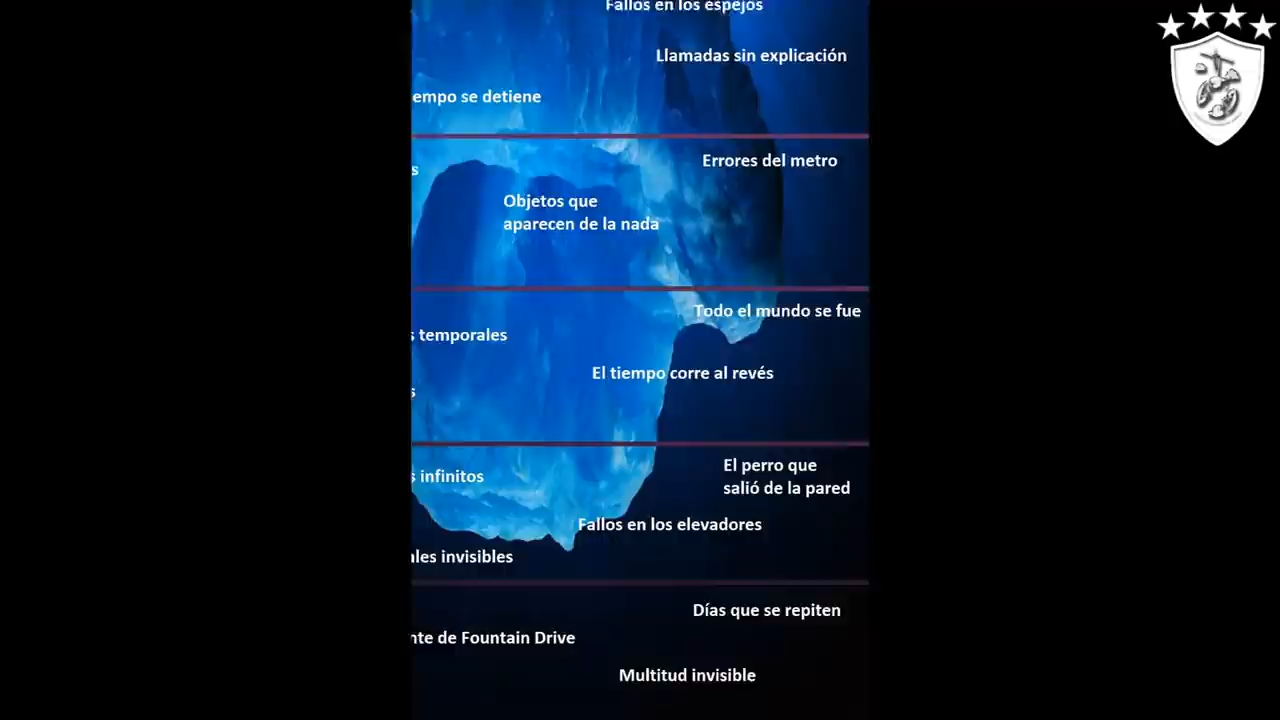 Fallos en los espejos
Llamadas sin explicación
empo se detiene
Errores del metro
s
Objetos que
aparecen de la nada
Todo el mundo se fue
s temporales
El tiempo corre al revés
s
El perro que
salió de la pared
s infinitos
Fallos en los elevadores
ales invisibles
Días que se repiten
nte de Fountain Drive
Multitud invisible